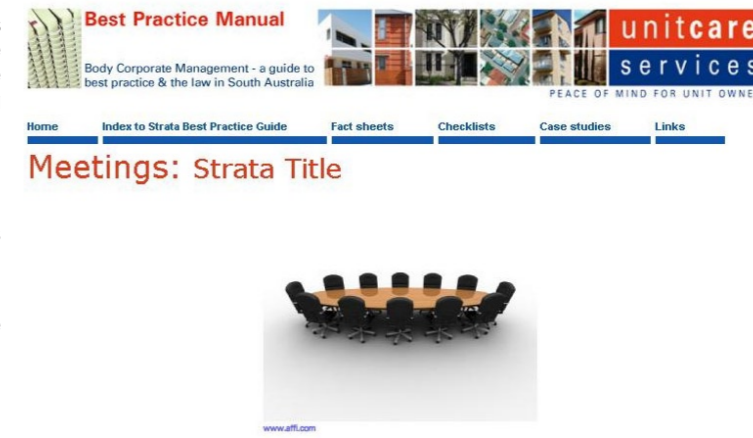 Best Practice Manual
Body Corporate Management - a guide to
best practice & the law in South Australia
unitcare
services
PEACE OF MIND FOR UNIT OWNE
Home Index to Strata Best Practice Guide Fact sheets Checklists Case studies Links
Meetings: Strata Title
www.affi.com